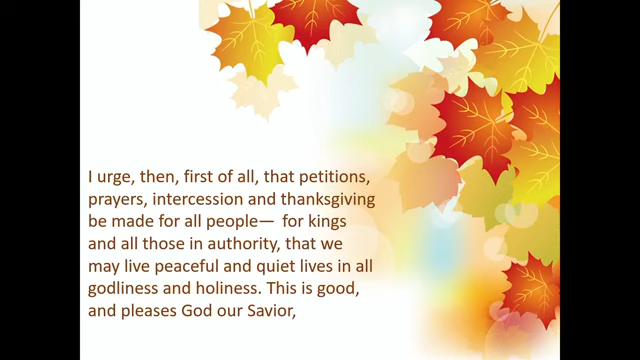 I urge, then, first of all, that petitions,
prayers, intercession and thanksgiving
be made for all people— for kings
and all those in authority, that we
may live peaceful and quiet lives in all
godliness and holiness. This is good,
and pleases God our Savior,